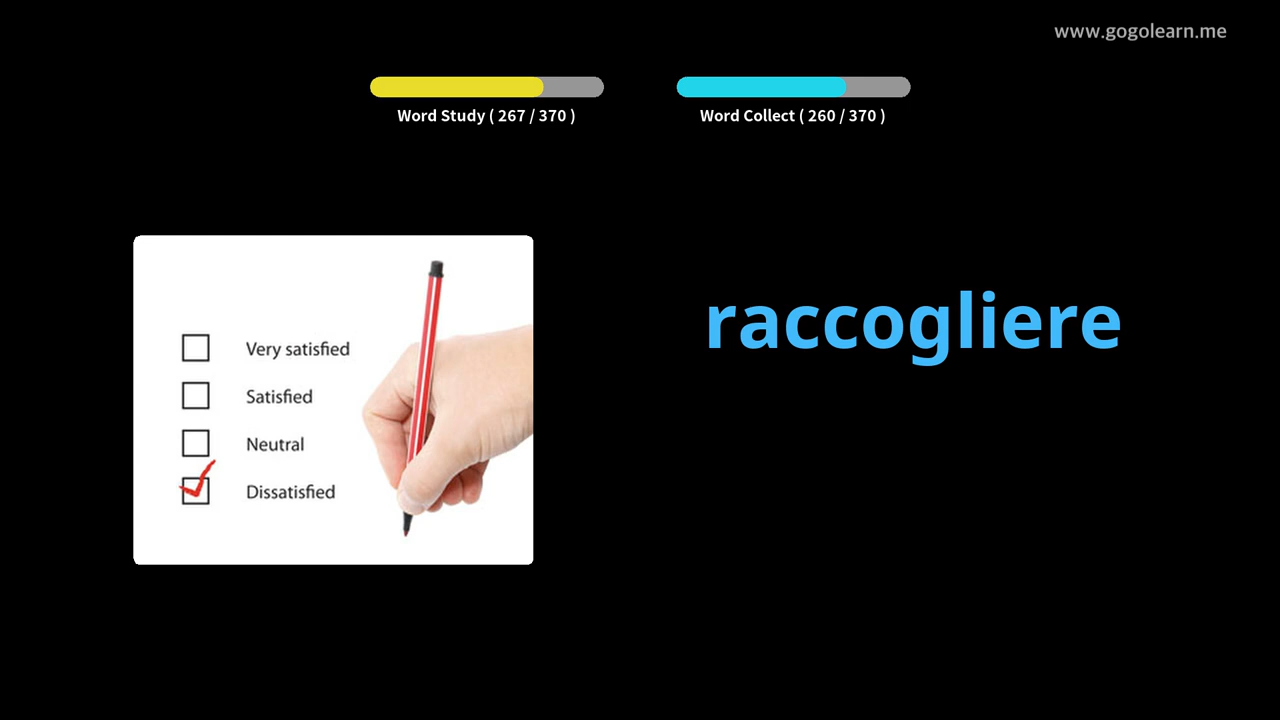 www.gogolearn.me
Word Study ( 267 / 370 )
Word Collect ( 260 / 370 )
raccogliere
Very satisfied
Satisfied
Neutral
Dissatisfied